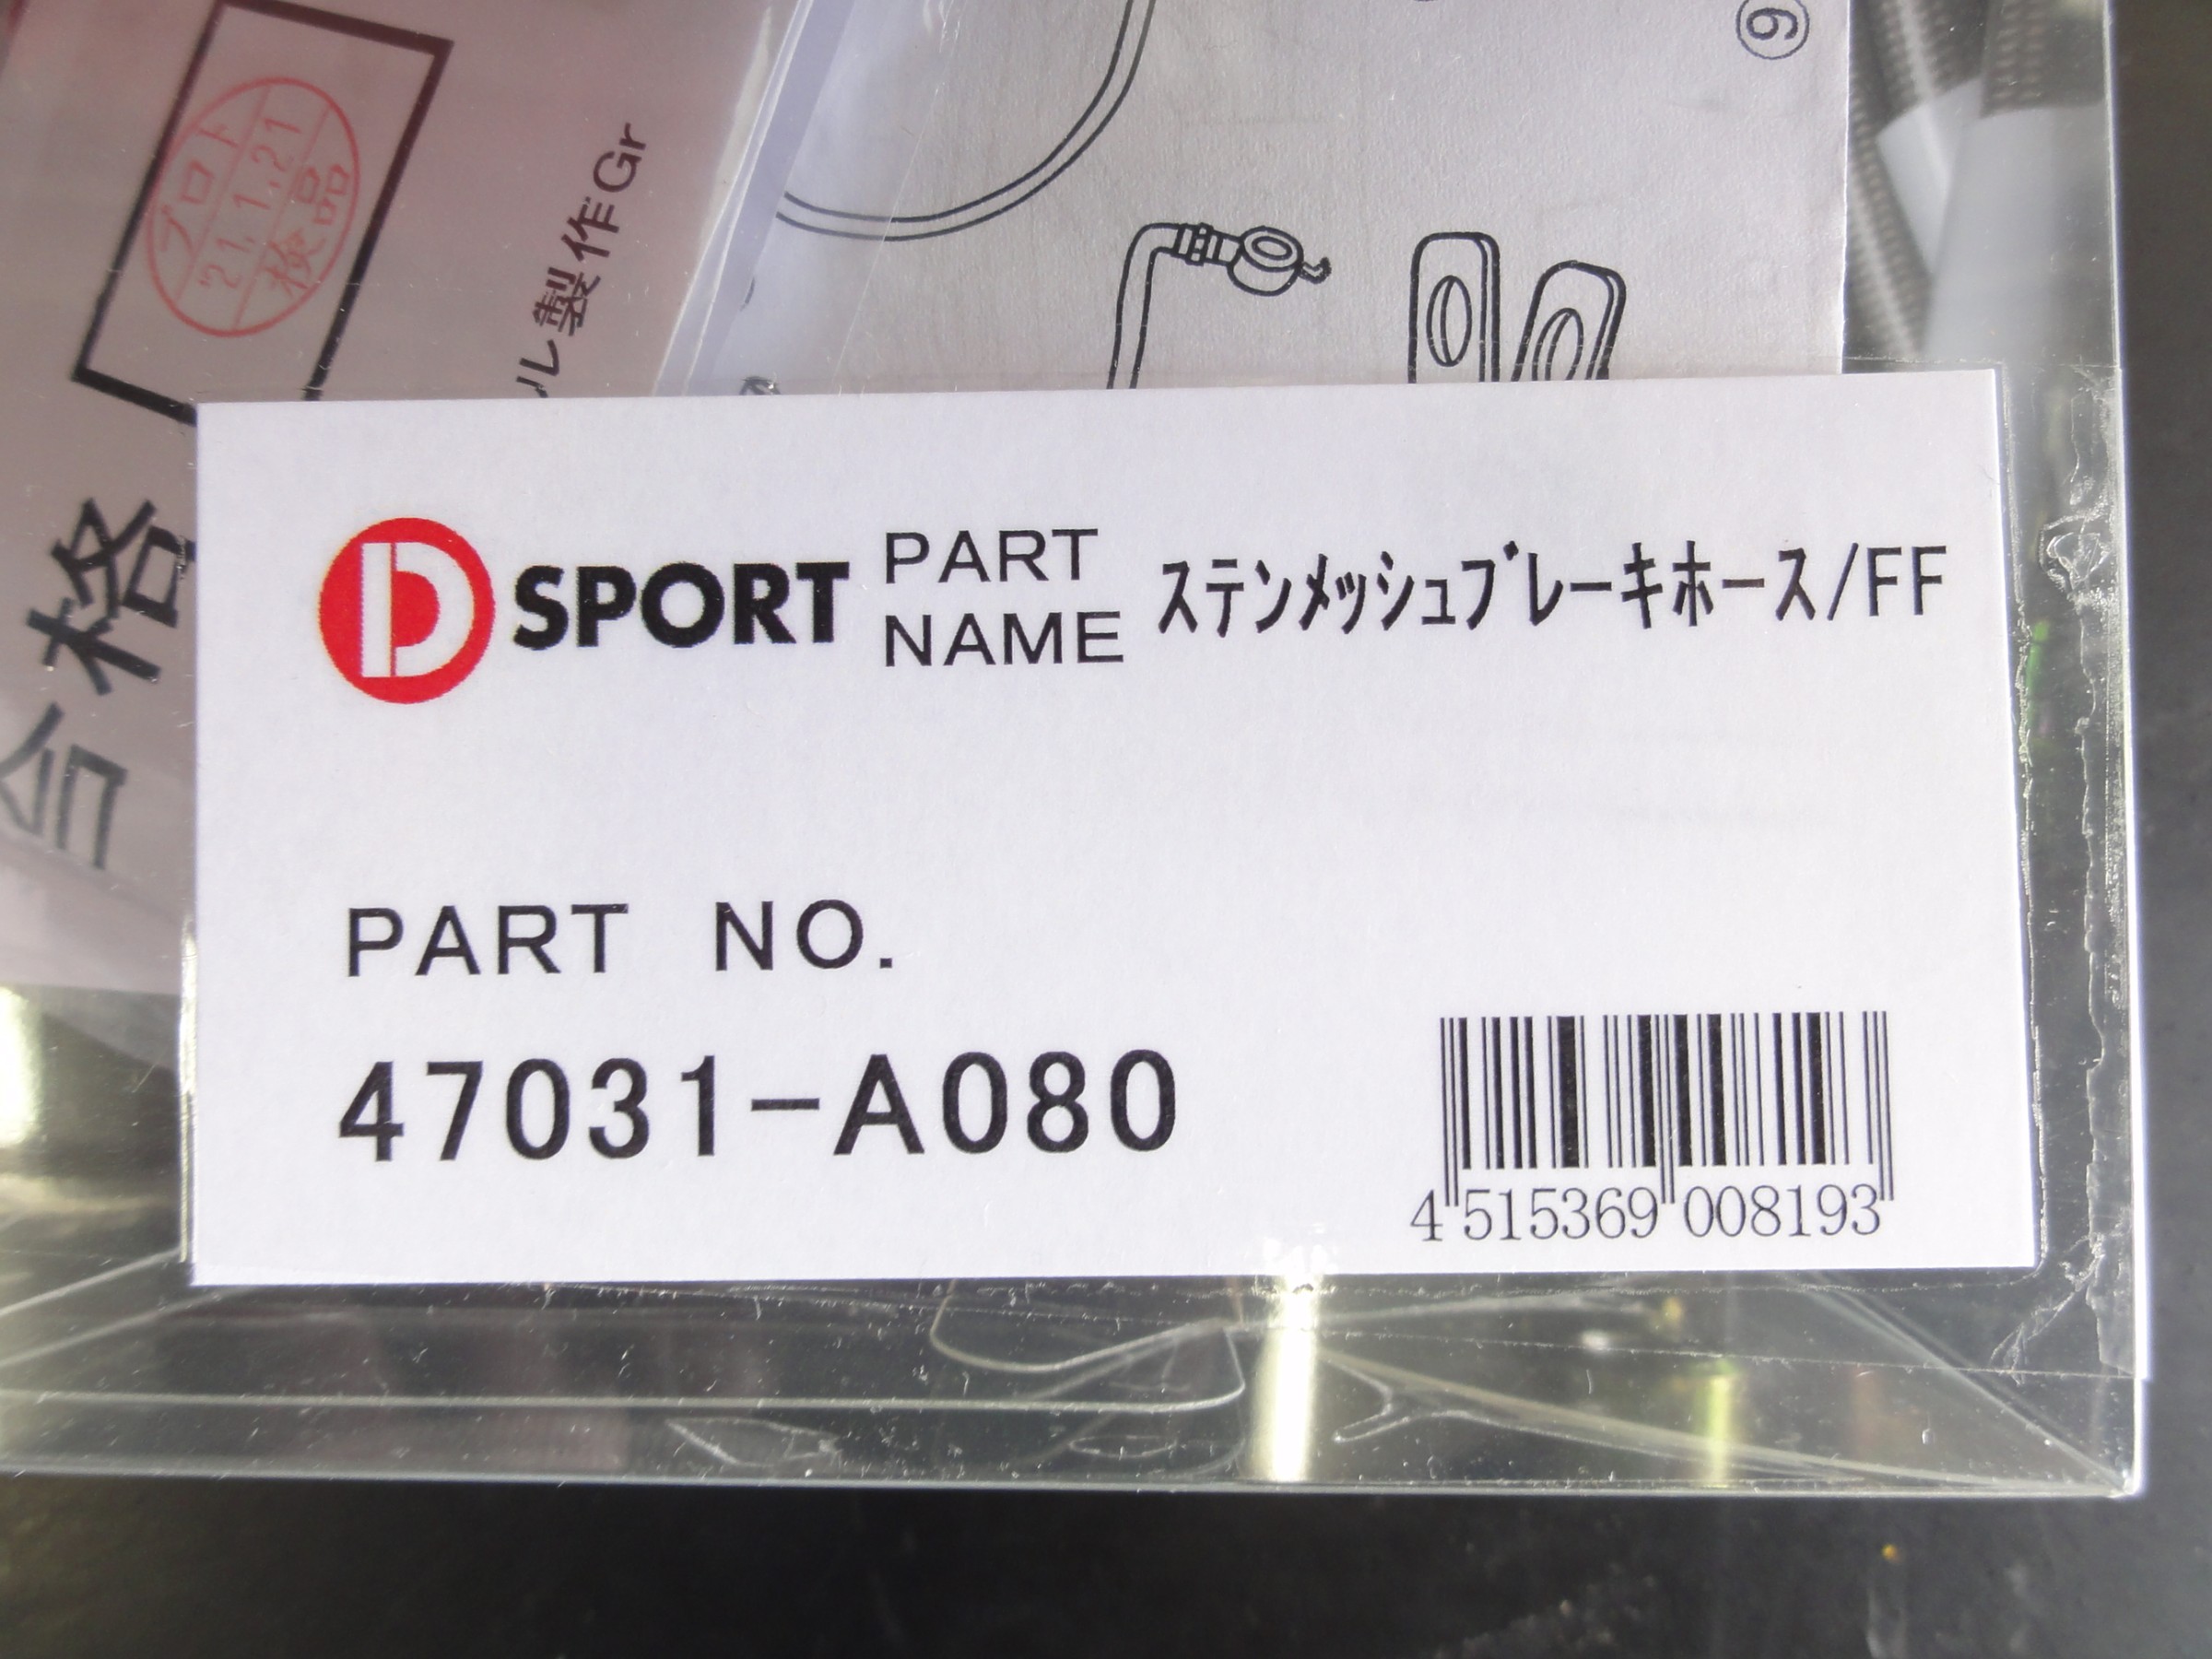 ⑨
プロト
'21.1.21
検品
ル製作Gr
合格
D SPORT
PART NAME
ｽﾃﾝﾒｯｼｭﾌﾞﾚｰｷﾎｰｽ/FF
PART NO.
47031-A080
4 515369 008193